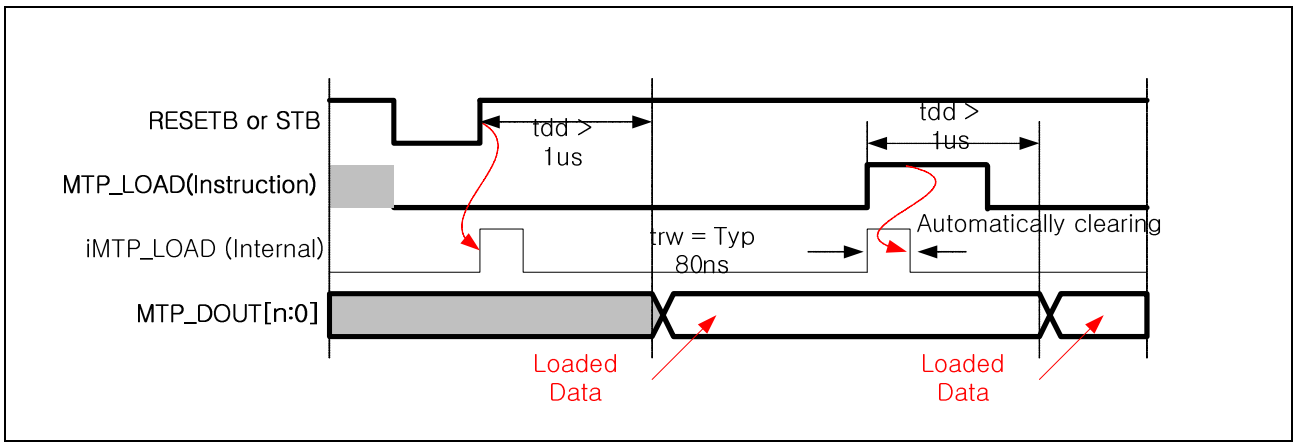 RESETB or STB
tdd >
1us
tdd >
1us
MTP_LOAD(Instruction)
Automatically clearing
iMTP_LOAD (Internal)
trw = Typ
80ns
MTP_DOUT[n:0]
Loaded
Data
Loaded
Data